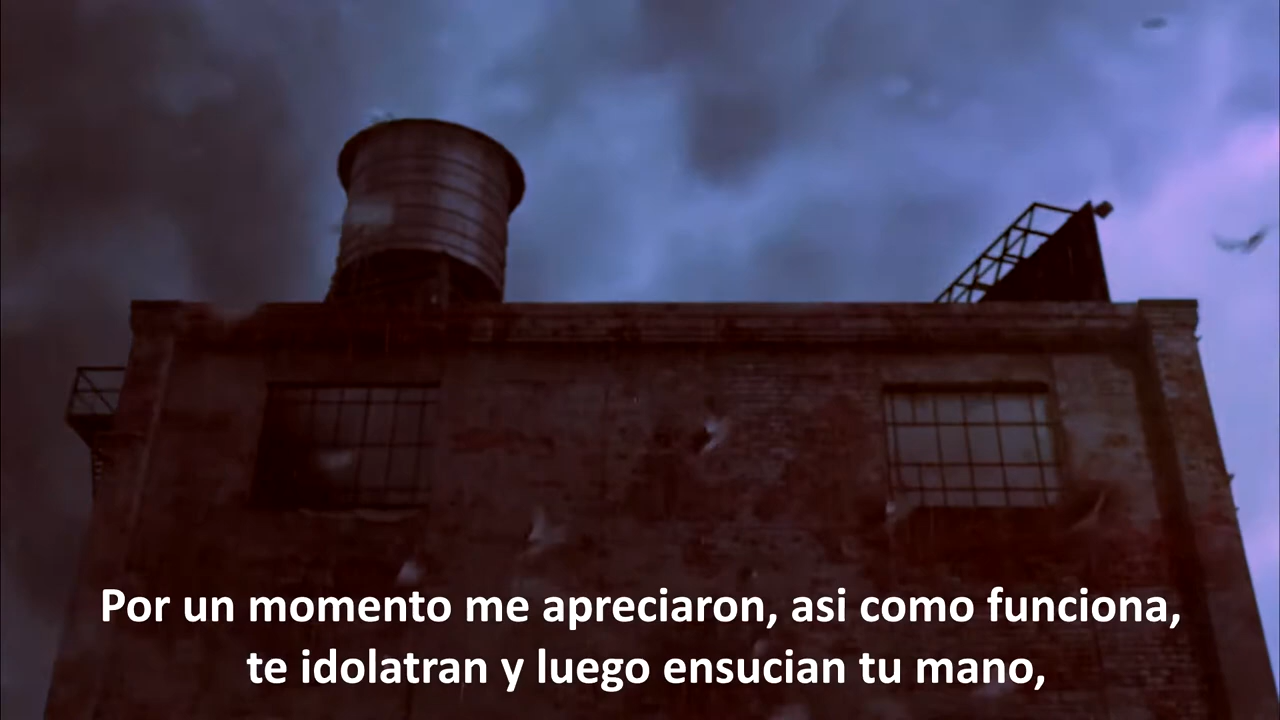 Por un momento me apreciaron, asi como funciona,
te idolatran y luego ensucian tu mano,